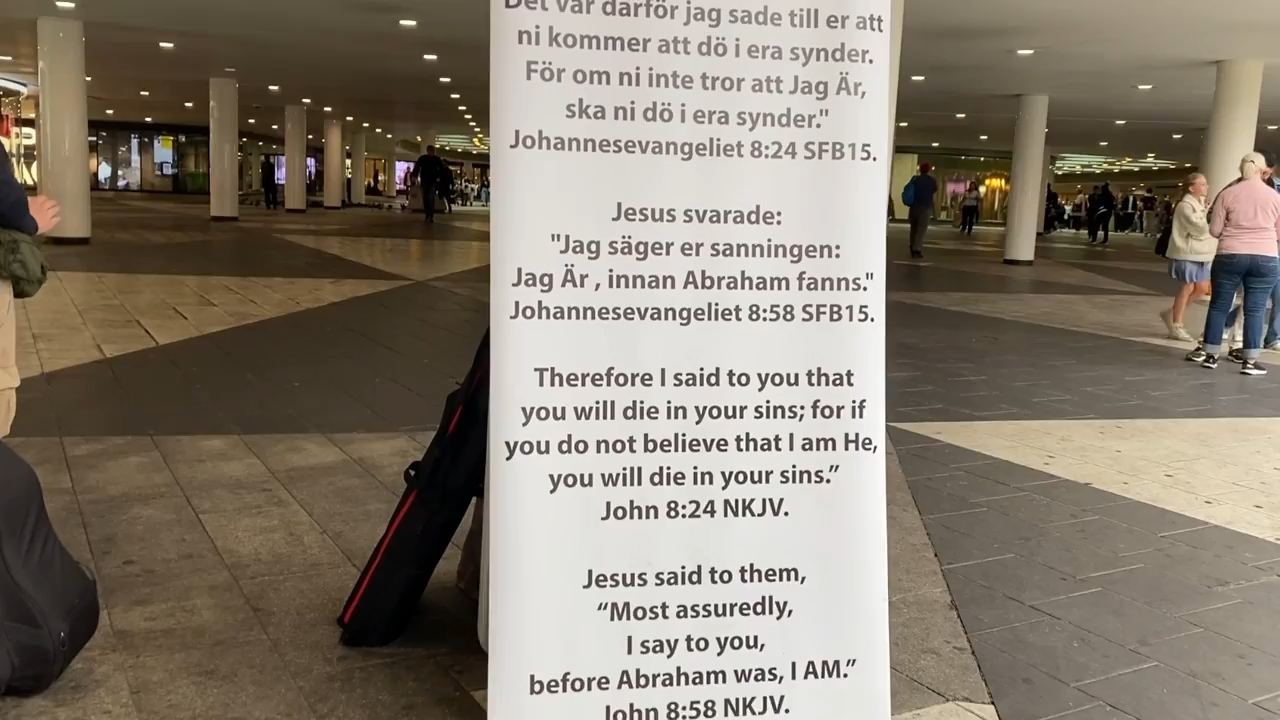 Det var därför jag sade till er att
ni kommer att dö i era synder.
För om ni inte tror att Jag Är,
ska ni dö i era synder."
Johannesevangeliet 8:24 SFB15.
Jesus svarade:
"Jag säger er sanningen:
Jag Är , innan Abraham fanns."
Johannesevangeliet 8:58 SFB15.
Therefore I said to you that
you will die in your sins; for if
you do not believe that I am He,
you will die in your sins.”
John 8:24 NKJV.
Jesus said to them,
“Most assuredly,
I say to you,
before Abraham was, I AM.”
John 8:58 NKJV.